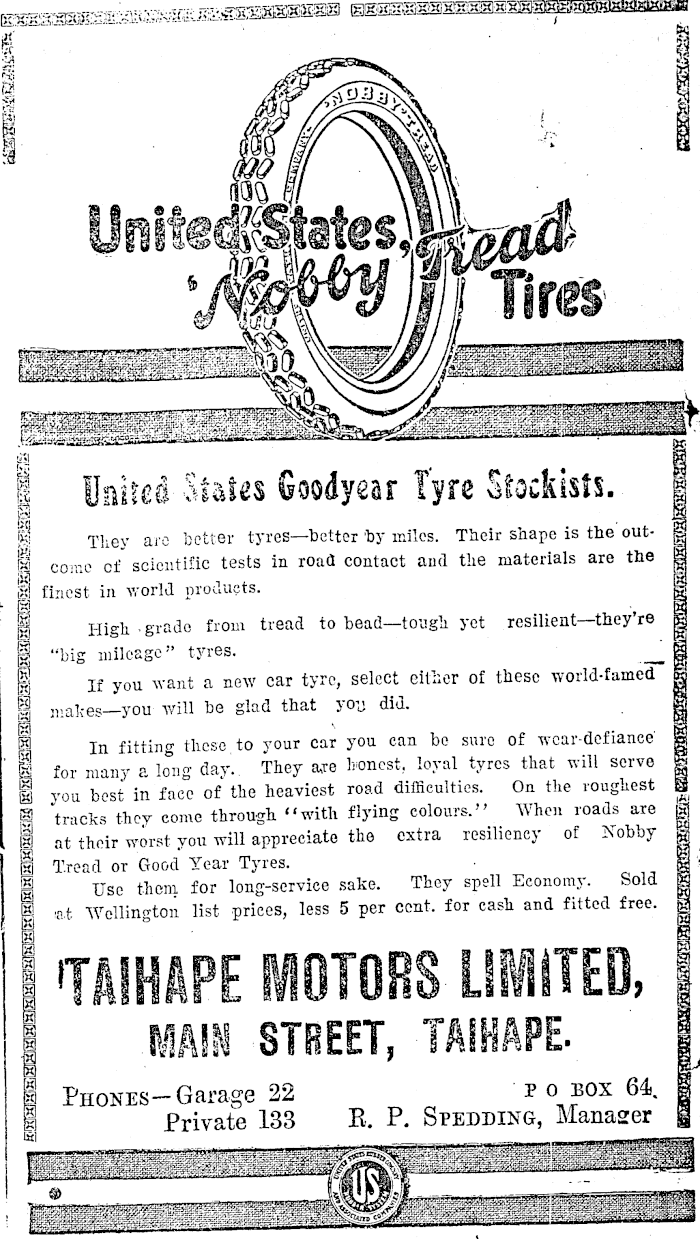 'NOBBY' TREAD
COMPANY
United States,
'Nobby Tread
Tires
United States Goodyear Tyre Stockists.
They are better tyres—better by miles. Their shape is the out-
come of scientific tests in road contact and the materials are the
finest in world products.
High grade from tread to bead—tough yet resilient—they're
"big mileage" tyres.
If you want a new car tyre, select either of these world-famed
makes—you will be glad that you did.
In fitting these to your car you can be sure of wear-defiance
for many a long day. They are honest, loyal tyres that will serve
you best in face of the heaviest road difficulties. On the roughest
tracks they come through "with flying colours." When roads are
at their worst you will appreciate the extra resiliency of Nobby
Tread or Good Year Tyres.
Use them for long-service sake. They spell Economy. Sold
at Wellington list prices, less 5 per cent. for cash and fitted free.
TAIHAPE MOTORS LIMITED,
MAIN STREET, TAIHAPE.
PHONES—Garage 22 P O BOX 64.
Private 133 R. P. SPEDDING, Manager
US